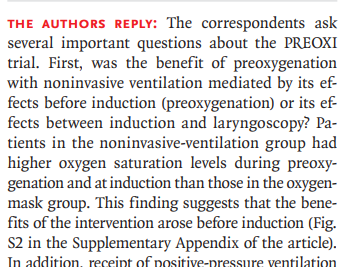 THE AUTHORS REPLY: The correspondents ask
several important questions about the PREOXI
trial. First, was the benefit of preoxygenation
with noninvasive ventilation mediated by its ef-
fects before induction (preoxygenation) or its ef-
fects between induction and laryngoscopy? Pa-
tients in the noninvasive-ventilation group had
higher oxygen saturation levels during preoxy-
genation and at induction than those in the oxygen-
mask group. This finding suggests that the bene-
fits of the intervention arose before induction (Fig.
S2 in the Supplementary Appendix of the article).
In addition, receipt of positive-pressure ventilation